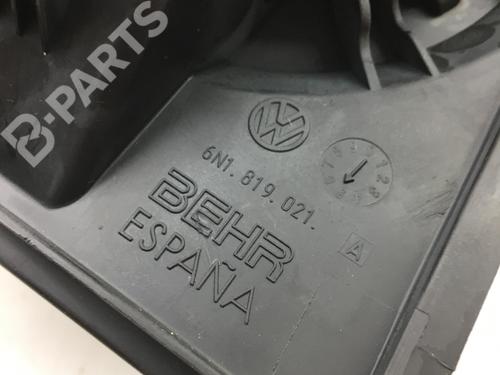 B-PARTS
6N1.819.021.
A
BEHR
ESPAÑA